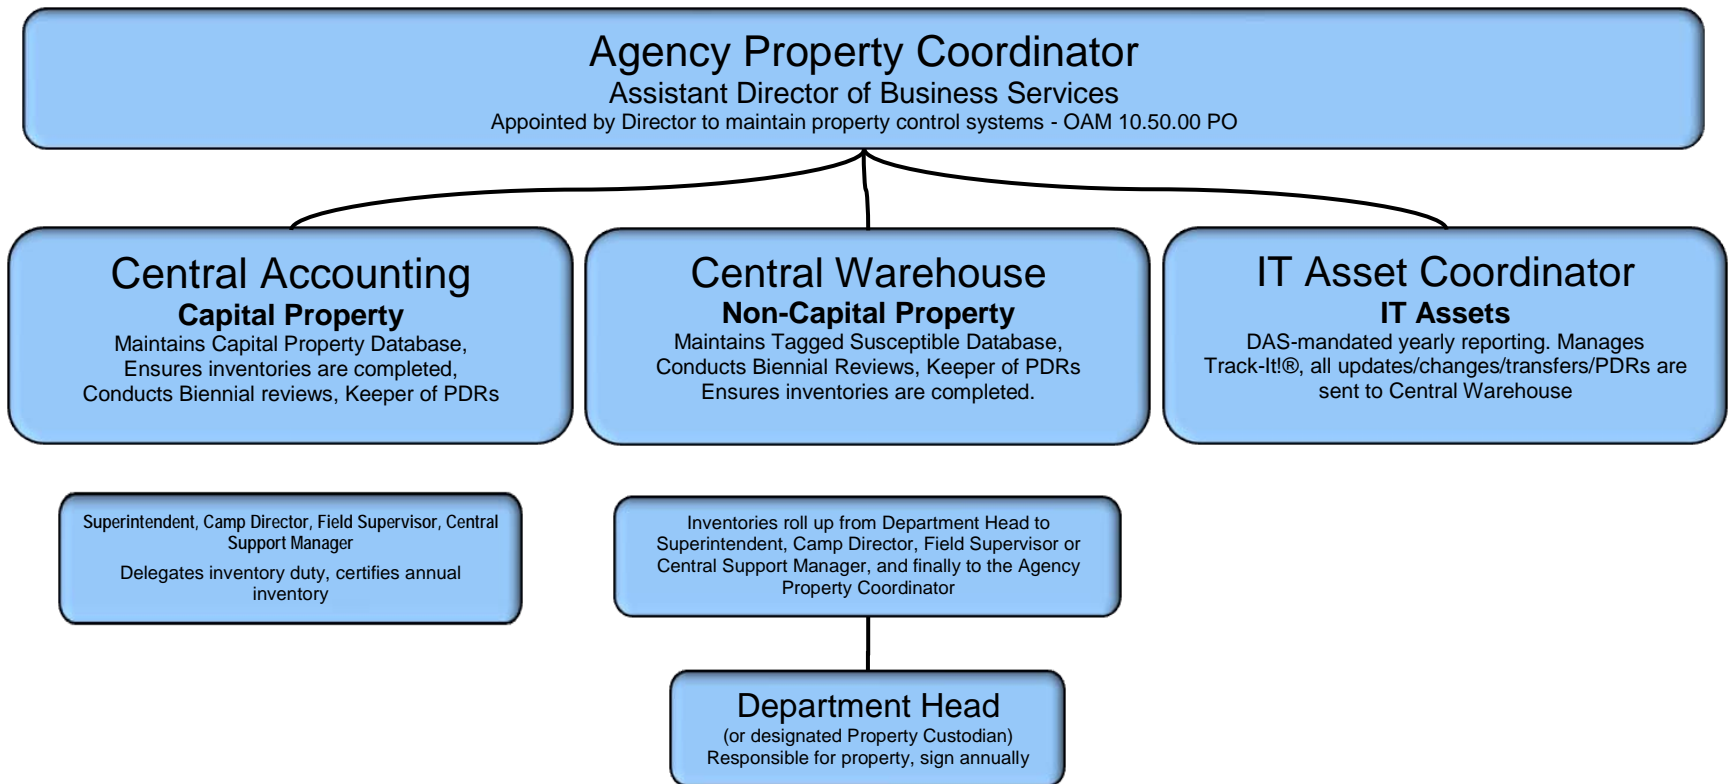 Agency Property Coordinator
Assistant Director of Business Services
Appointed by Director to maintain property control systems - OAM 10.50.00 PO
Central Accounting
Capital Property
Maintains Capital Property Database,
Ensures inventories are completed,
Conducts Biennial reviews, Keeper of PDRs
Central Warehouse
Non-Capital Property
Maintains Tagged Susceptible Database,
Conducts Biennial Reviews, Keeper of PDRs
Ensures inventories are completed.
IT Asset Coordinator
IT Assets
DAS-mandated yearly reporting. Manages
Track-It!®, all updates/changes/transfers/PDRs are
sent to Central Warehouse
Superintendent, Camp Director, Field Supervisor, Central
Support Manager
Delegates inventory duty, certifies annual
inventory
Inventories roll up from Department Head to
Superintendent, Camp Director, Field Supervisor or
Central Support Manager, and finally to the Agency
Property Coordinator
Department Head
(or designated Property Custodian)
Responsible for property, sign annually